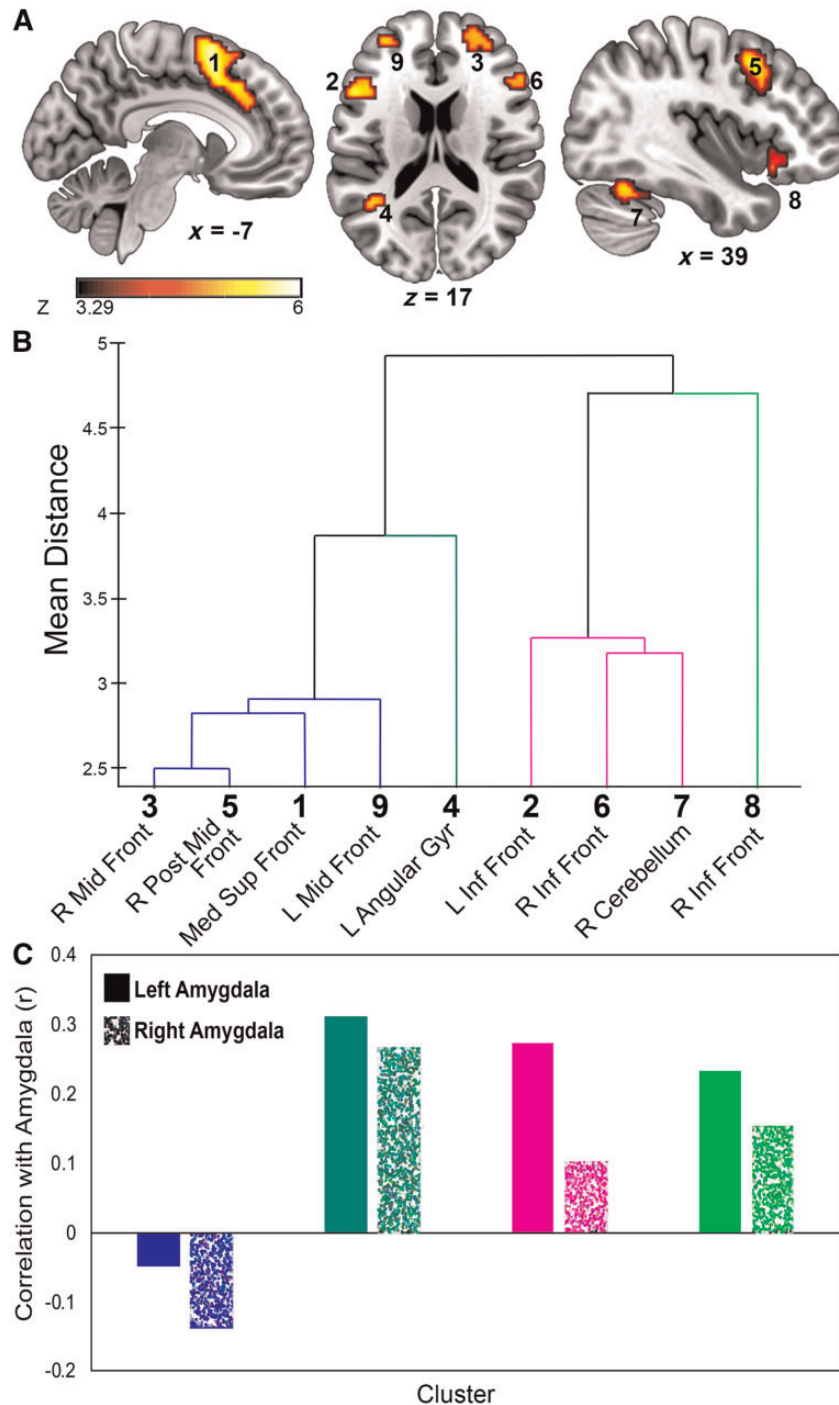 A
1
9
3
2
6
4
5
8
7
x = -7
z = 17
x = 39
Z
3.29
6
B
5
4.5
4
3.5
3
2.5
Mean Distance
3
5
1
9
4
2
6
7
8
R Mid Front
R Post Mid
Front
Med Sup Front
L Mid Front
L Angular Gyr
L Inf Front
R Inf Front
R Cerebellum
R Inf Front
C
0.4
0.3
0.2
0.1
0
-0.1
-0.2
Correlation with Amygdala (r)
Left Amygdala
Right Amygdala
Cluster